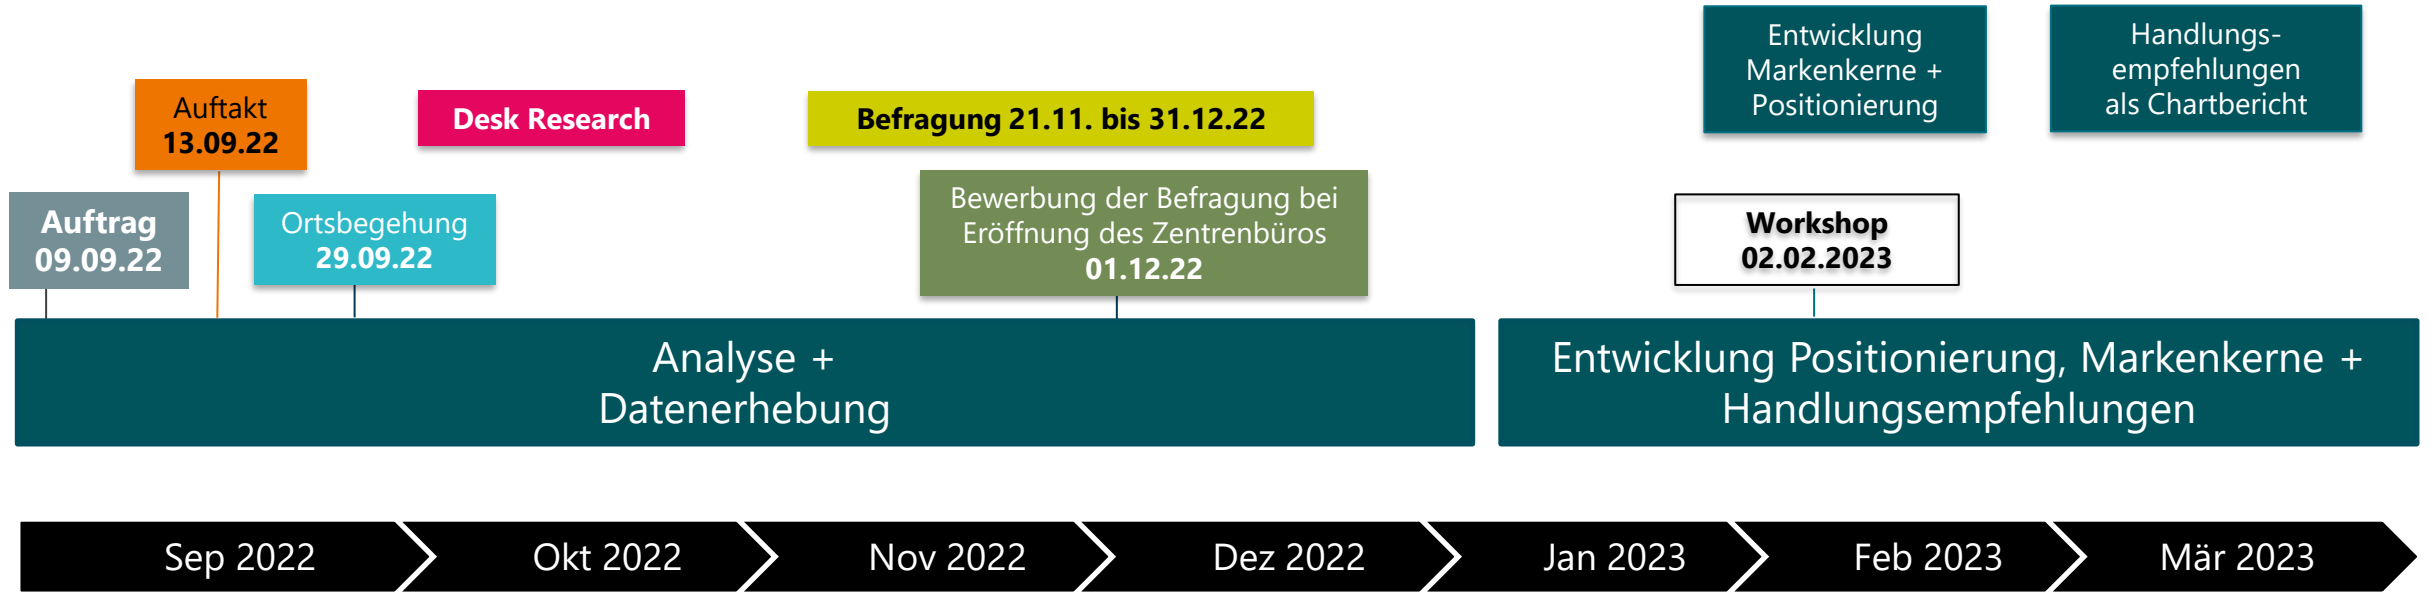 Auftrag
09.09.22
Auftakt
13.09.22
Ortsbegehung
29.09.22
Desk Research
Befragung 21.11. bis 31.12.22
Bewerbung der Befragung bei
Eröffnung des Zentrenbüros
01.12.22
Entwicklung
Markenkerne +
Positionierung
Handlungs-
empfehlungen
als Chartbericht
Workshop
02.02.2023
Analyse +
Datenerhebung
Entwicklung Positionierung, Markenkerne +
Handlungsempfehlungen
Sep 2022
Okt 2022
Nov 2022
Dez 2022
Jan 2023
Feb 2023
Mär 2023